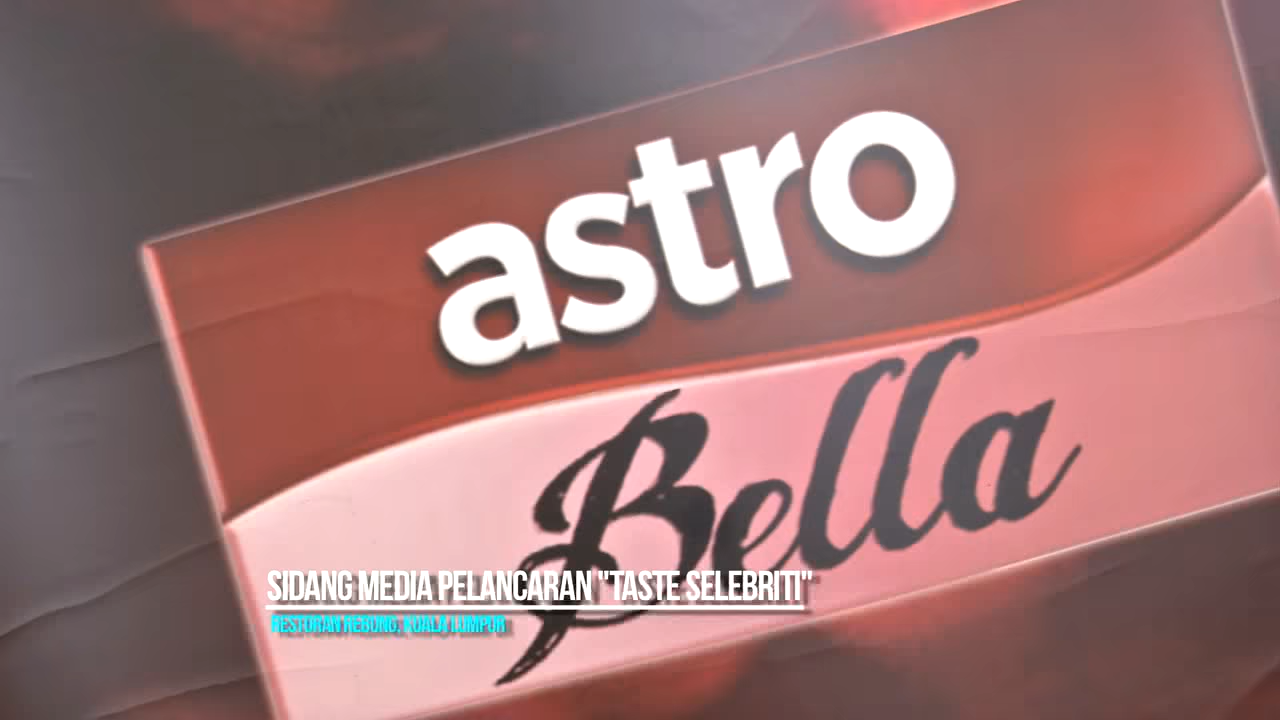 astro
Bella
SIDANG MEDIA PELANCARAN "TASTE SELEBRITI"
RESTORAN REBUNG, KUALA LUMPUR